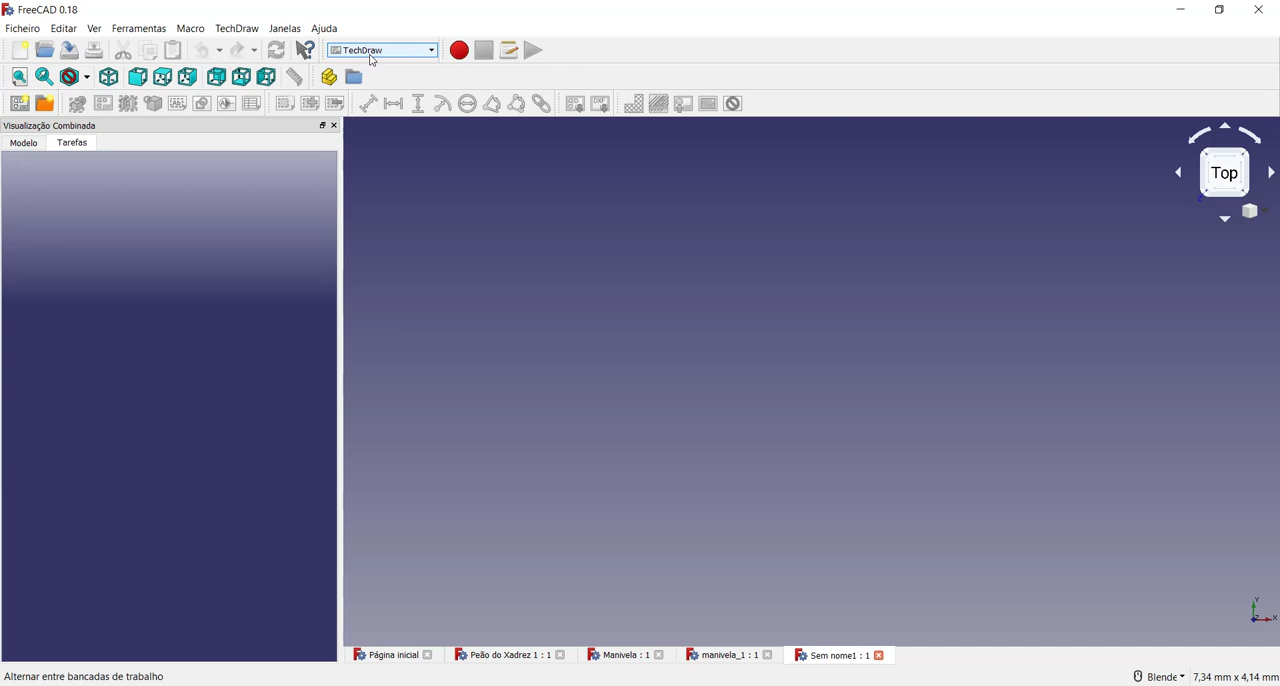 FreeCAD 0.18
Ficheiro Editar Ver Ferramentas Macro TechDraw Janelas Ajuda
TechDraw
Visualização Combinada
Modelo Tarefas
Top
Z
Y
Z X
Página inicial Peão do Xadrez 1 : 1 Manivela : 1 manivela_1 : 1 Sem nome1 : 1
Alternar entre bancadas de trabalho Blender 7,34 mm x 4,14 mm